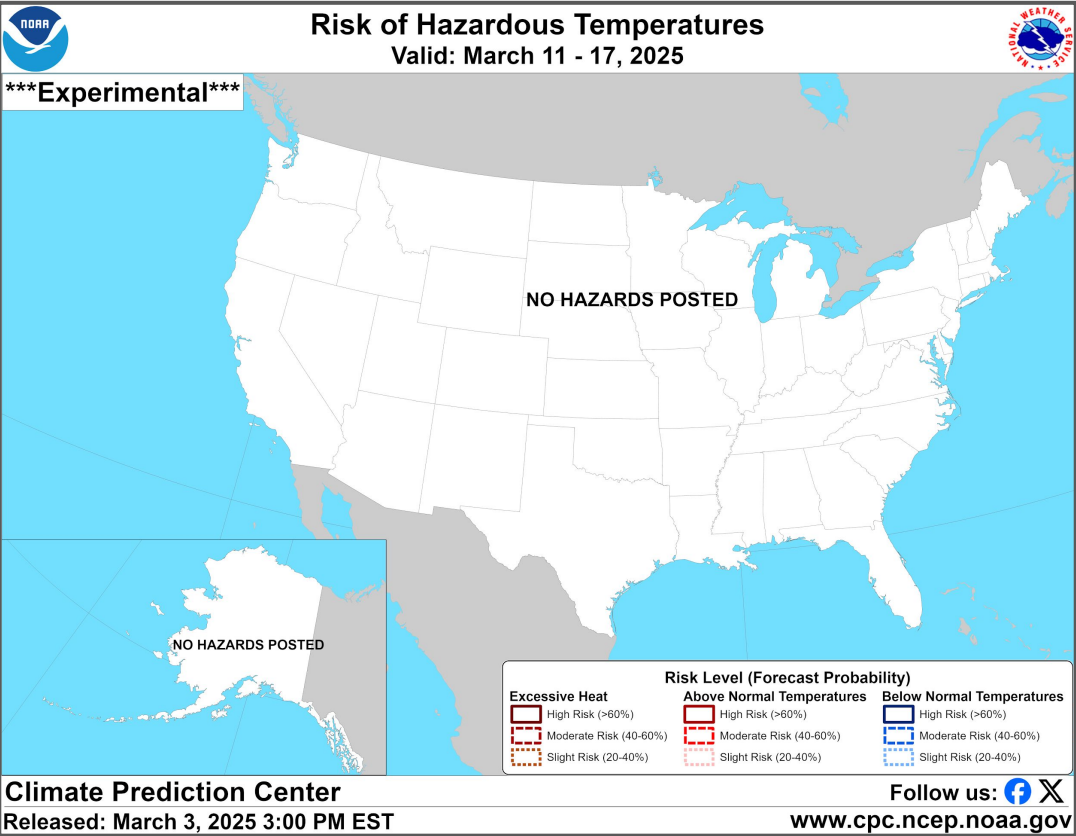 NOAA
Risk of Hazardous Temperatures
Valid: March 11 - 17, 2025
NATIONAL WEATHER SERVICE
***Experimental***
NO HAZARDS POSTED
NO HAZARDS POSTED
Risk Level (Forecast Probability)
Excessive Heat
High Risk (>60%)
Moderate Risk (40-60%)
Slight Risk (20-40%)
Above Normal Temperatures
High Risk (>60%)
Moderate Risk (40-60%)
Slight Risk (20-40%)
Below Normal Temperatures
High Risk (>60%)
Moderate Risk (40-60%)
Slight Risk (20-40%)
Climate Prediction Center
Follow us:
Released: March 3, 2025 3:00 PM EST
www.cpc.ncep.noaa.gov